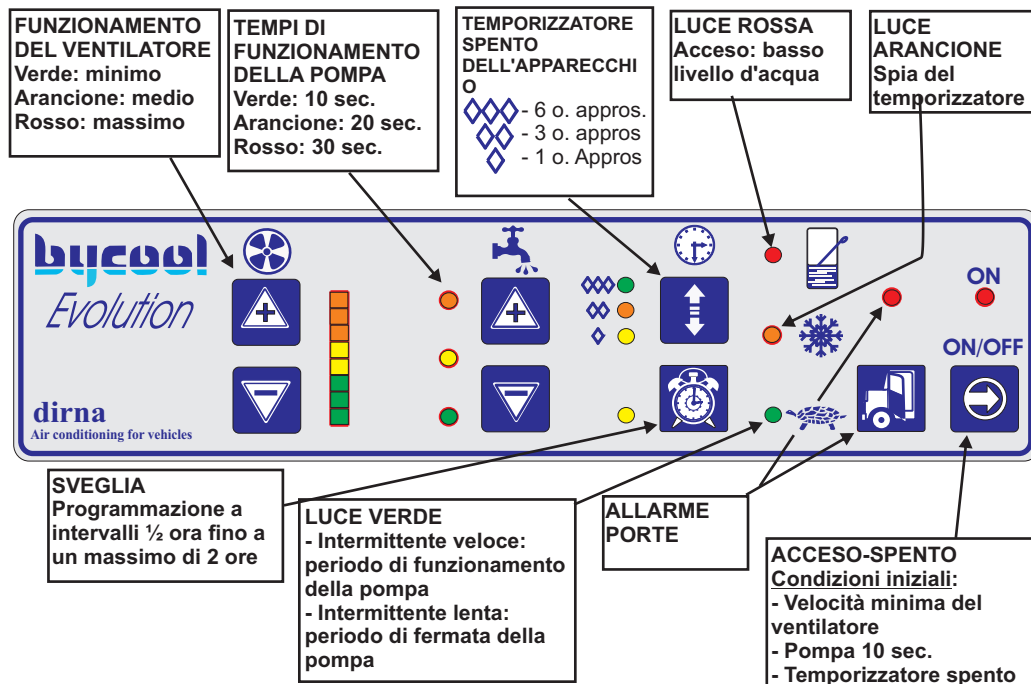 FUNZIONAMENTO
DEL VENTILATORE
Verde: minimo
Arancione: medio
Rosso: massimo
TEMPI DI
FUNZIONAMENTO
DELLA POMPA
Verde: 10 sec.
Arancione: 20 sec.
Rosso: 30 sec.
TEMPORIZZATORE
SPENTO
DELL'APPARECCHI
O
- 6 o. appros.
- 3 o. appros
- 1 o. Appros
LUCE ROSSA
Acceso: basso
livello d'acqua
LUCE
ARANCIONE
Spia del
temporizzatore
bycool
Evolution
dirna
Air conditioning for vehicles
ON
ON/OFF
SVEGLIA
Programmazione a
intervalli ½ ora fino a
un massimo di 2 ore
LUCE VERDE
- Intermittente veloce:
periodo di funzionamento
della pompa
- Intermittente lenta:
periodo di fermata della
pompa
ALLARME
PORTE
ACCESO-SPENTO
Condizioni iniziali:
- Velocità minima del
ventilatore
- Pompa 10 sec.
- Temporizzatore spento